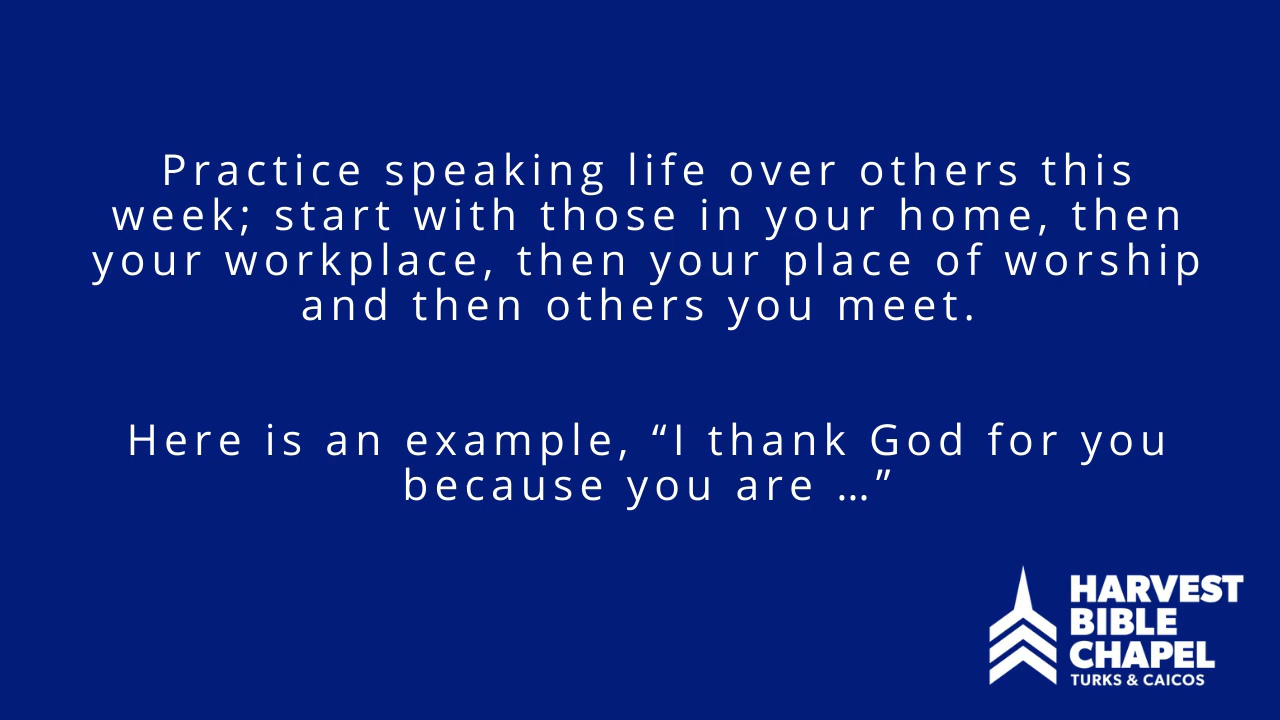 Practice speaking life over others this
week; start with those in your home, then
your workplace, then your place of worship
and then others you meet.
Here is an example, “I thank God for you
because you are …”
HARVEST
BIBLE
CHAPEL
TURKS & CAICOS